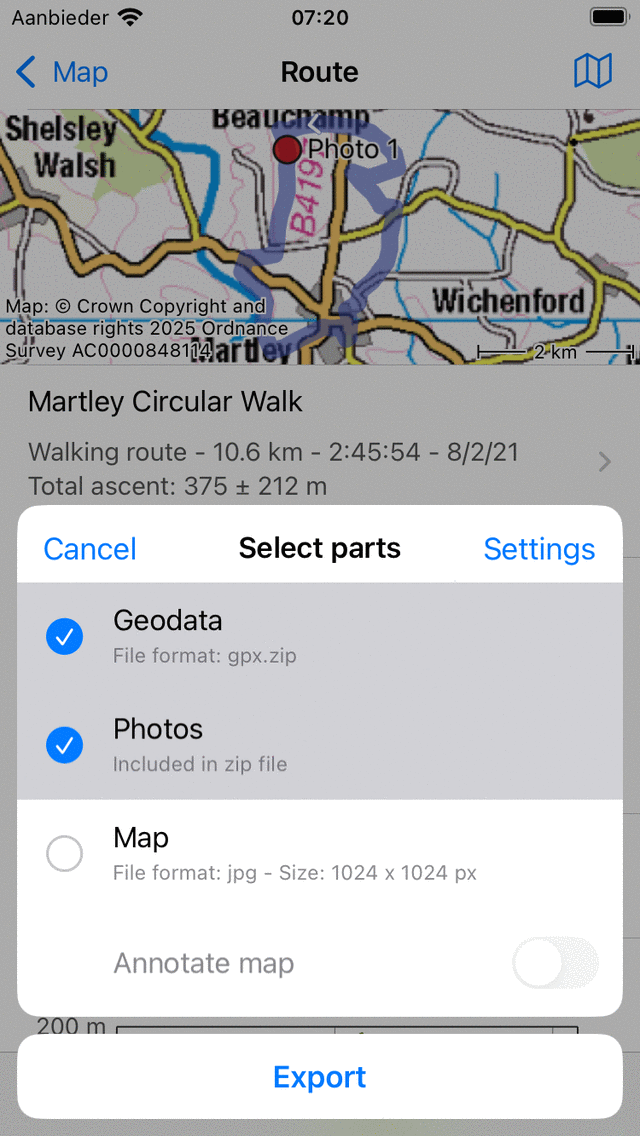 Aanbieder 07:20
Map Route
Beauchamp
Shelsley
Walsh
Photo 1
B4197
Wichenford
Map: © Crown Copyright and
database rights 2025 Ordnance
Survey AC0000848114
Martley
2 km
Martley Circular Walk
Walking route - 10.6 km - 2:45:54 - 8/2/21
Total ascent: 375 ± 212 m
Cancel Select parts Settings
Geodata
File format: gpx.zip
Photos
Included in zip file
Map
File format: jpg - Size: 1024 x 1024 px
Annotate map
200 m
Export